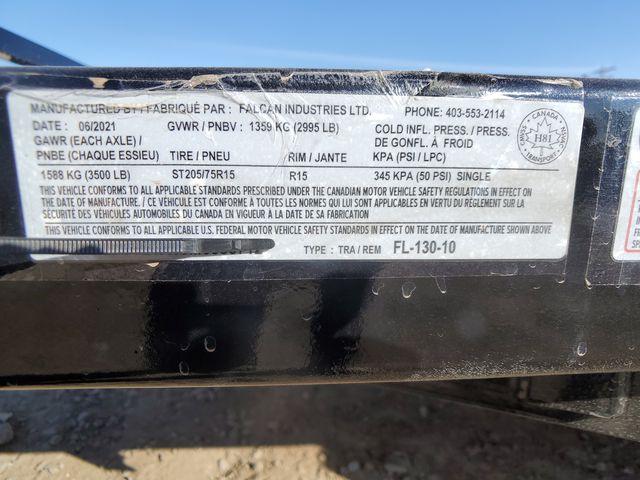 MANUFACTURED BY / FABRIQUÉ PAR : FALCAN INDUSTRIES LTD. PHONE: 403-553-2114
DATE : 06/2021 GVWR / PNBV : 1359 KG (2995 LB) COLD INFL. PRESS. / PRESS.
GAWR (EACH AXLE) / DE GONFL. À FROID
PNBE (CHAQUE ESSIEU) TIRE / PNEU RIM / JANTE KPA (PSI / LPC)
1588 KG (3500 LB) ST205/75R15 R15 345 KPA (50 PSI) SINGLE
THIS VEHICLE CONFORMS TO ALL APPLICABLE STANDARDS PRESCRIBED UNDER THE CANADIAN MOTOR VEHICLE SAFETY REGULATIONS IN EFFECT ON
THE DATE OF MANUFACTURE / CE VÉHICULE EST CONFORME À TOUTES LES NORMES QUI LUI SONT APPLICABLES EN VERTU DU RÈGLEMENT SUR LA
SÉCURITÉ DES VÉHICULES AUTOMOBILES DU CANADA EN VIGUEUR À LA DATE DE SA FABRICATION
THIS VEHICLE CONFORMS TO ALL APPLICABLE U.S. FEDERAL MOTOR VEHICLE SAFETY STANDARDS IN EFFECT ON THE DATE OF MANUFACTURE SHOWN ABOVE
TYPE : TRA / REM FL-130-10
CANADA
H81
TRANSPORT